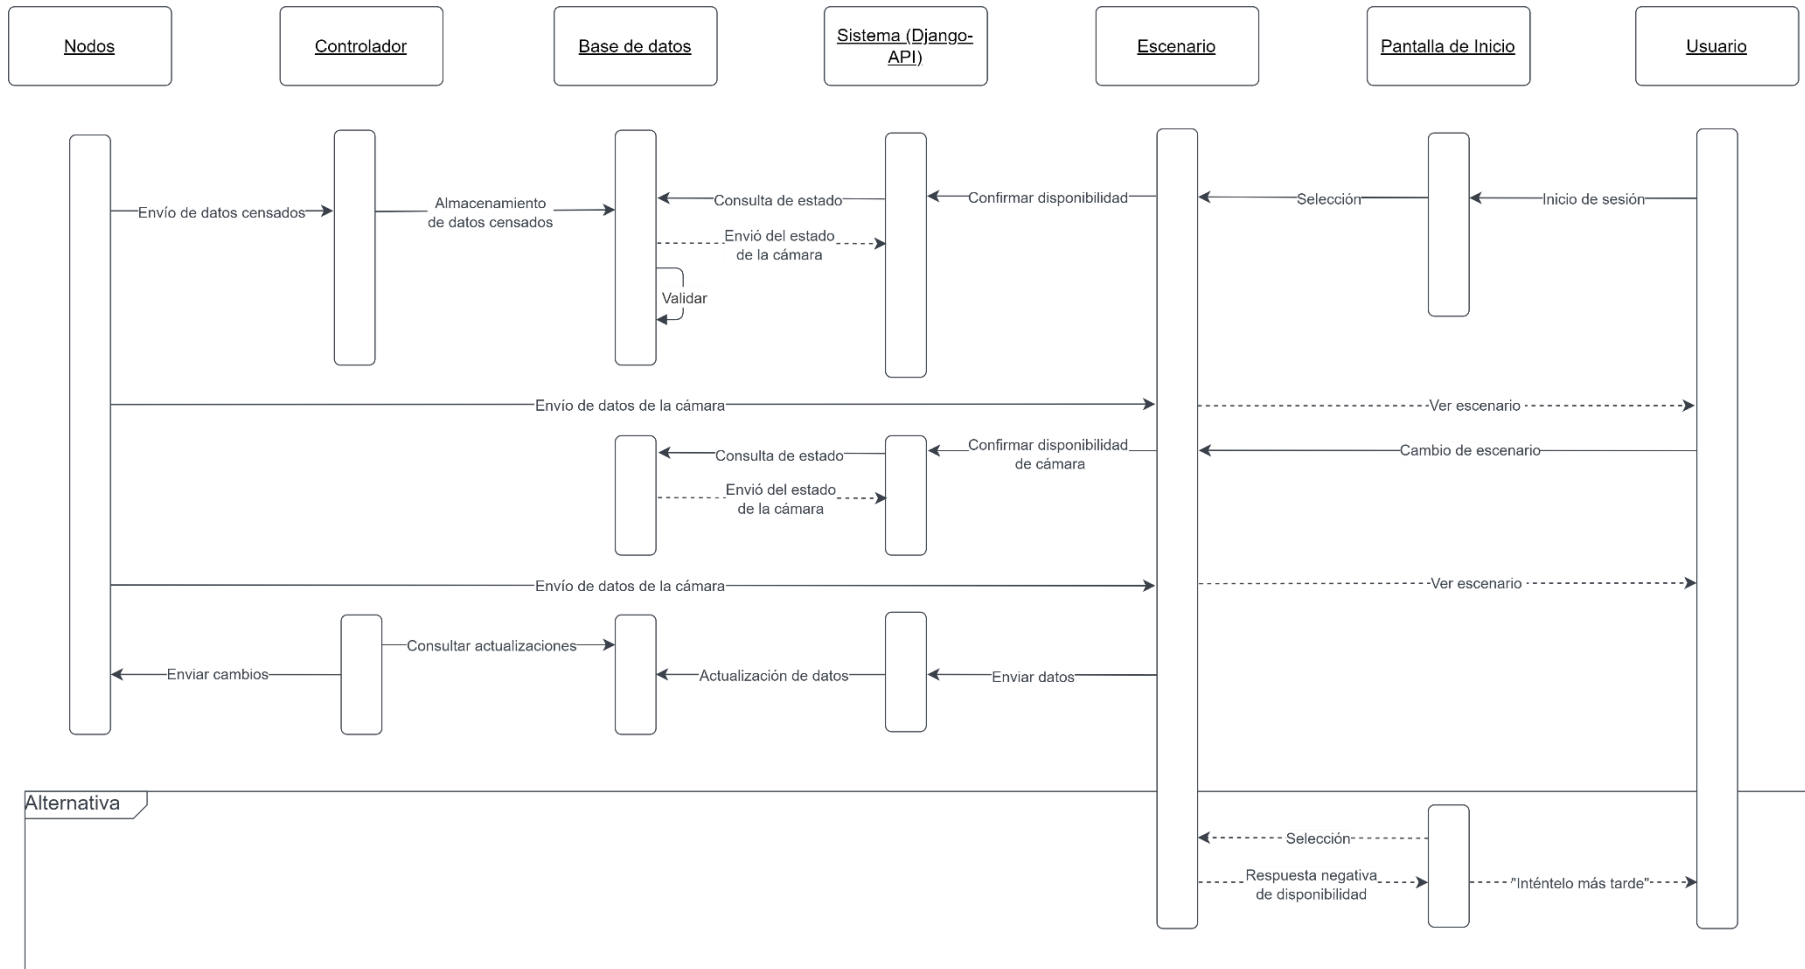 Nodos
Controlador
Base de datos
Sistema (Django-
API)
Escenario
Pantalla de Inicio
Usuario
Envío de datos censados
Almacenamiento
de datos censados
Consulta de estado
Confirmar disponibilidad
Selección
Inicio de sesión
Envió del estado
de la cámara
Validar
Envío de datos de la cámara
Ver escenario
Consulta de estado
Confirmar disponibilidad
de cámara
Cambio de escenario
Envió del estado
de la cámara
Envío de datos de la cámara
Ver escenario
Consultar actualizaciones
Enviar cambios
Actualización de datos
Enviar datos
Alternativa
Selección
Respuesta negativa
de disponibilidad
"Inténtelo más tarde"